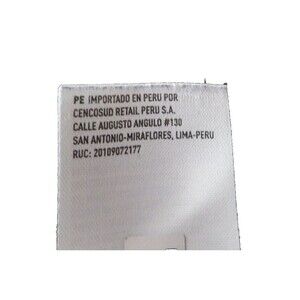 PE IMPORTADO EN PERU POR
CENCOSUD RETAIL PERU S.A.
CALLE AUGUSTO ANGULO #130
SAN ANTONIO-MIRAFLORES, LIMA-PERU
RUC: 20109072177